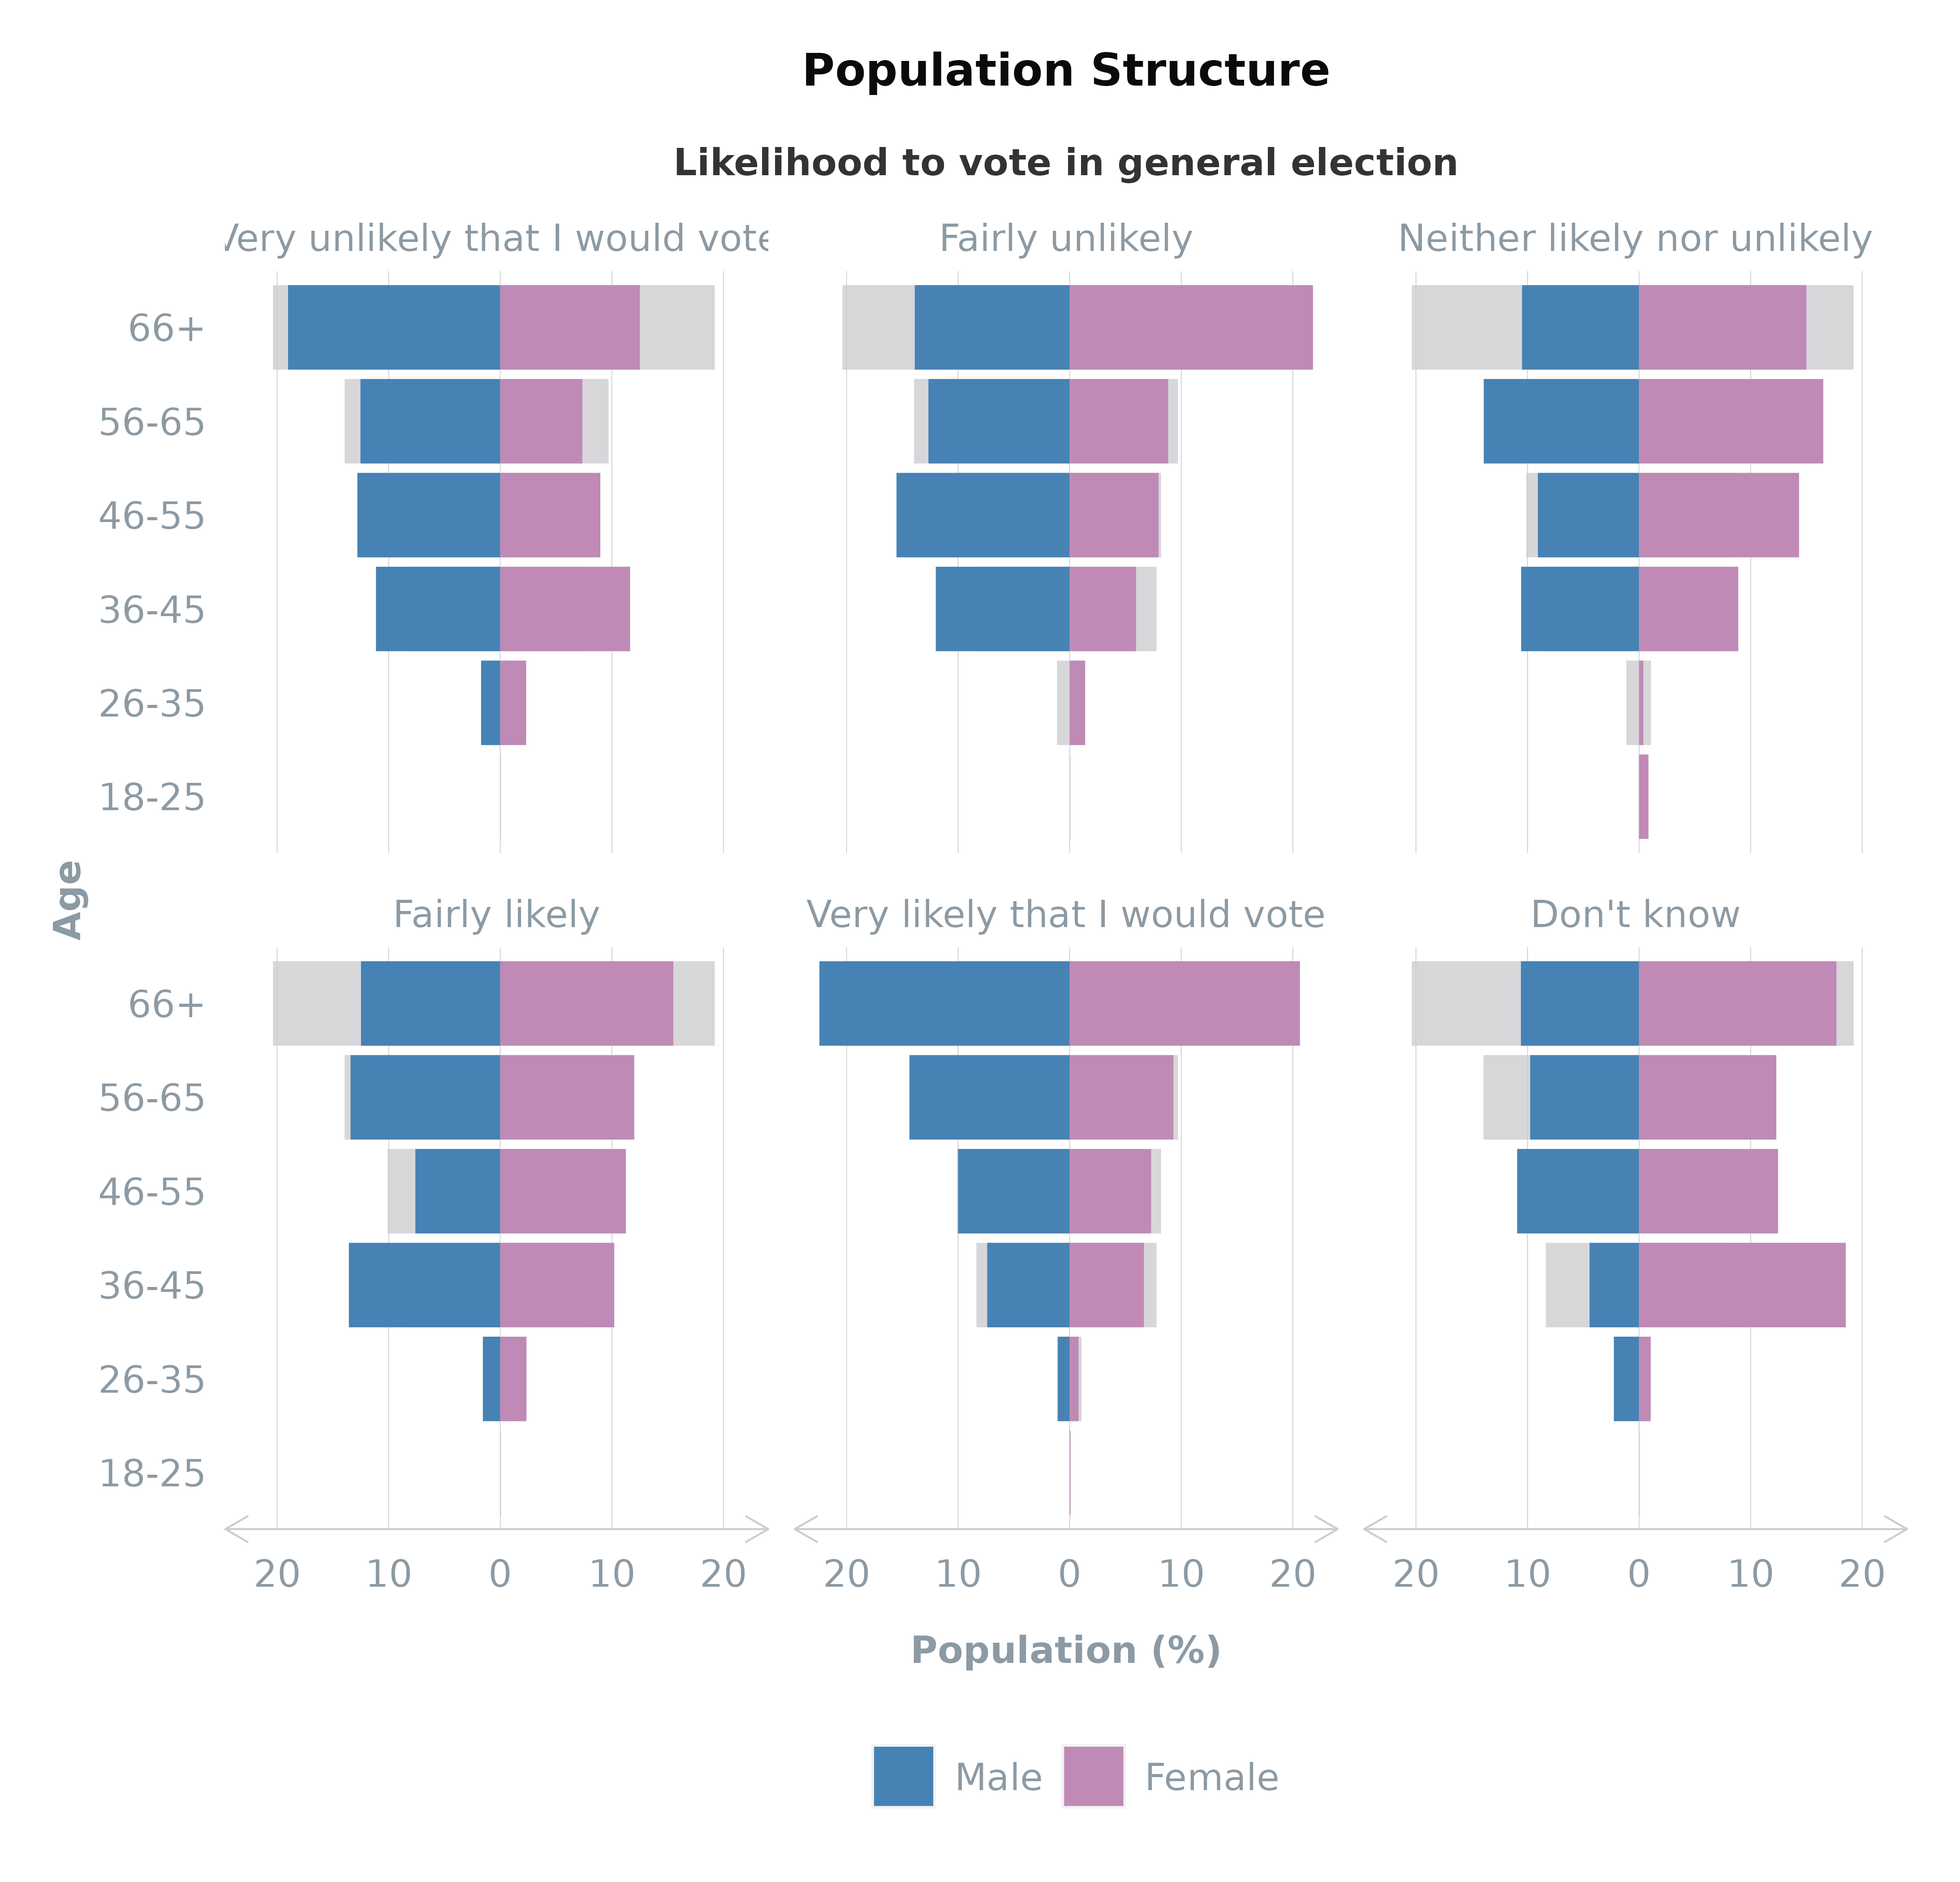 Population Structure
Likelihood to vote in general election
Very unlikely that I would vote
Fairly unlikely
Neither likely nor unlikely
66+
56-65
46-55
36-45
26-35
18-25
Age
Fairly likely
Very likely that I would vote
Don't know
66+
56-65
46-55
36-45
26-35
18-25
20 10 0 10 20 20 10 0 10 20 20 10 0 10 20
Population (%)
Male Female